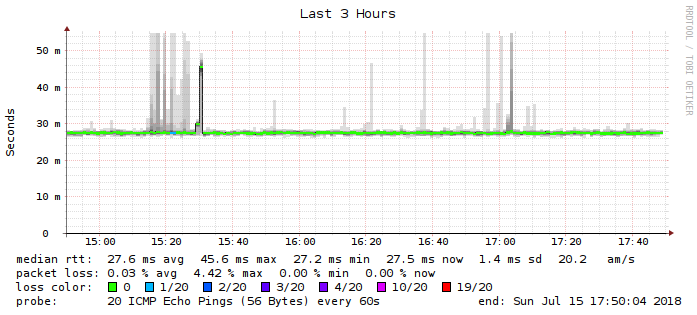 Last 3 Hours
RRDTOOL / TOBI OETIKER
Seconds
50 m
40 m
30 m
20 m
10 m
0
15:00 15:20 15:40 16:00 16:20 16:40 17:00 17:20 17:40
median rtt: 27.6 ms avg 45.6 ms max 27.2 ms min 27.5 ms now 1.4 ms sd 20.2 am/s
packet loss: 0.03 % avg 4.42 % max 0.00 % min 0.00 % now
loss color: 0 1/20 2/20 3/20 4/20 10/20 19/20
probe: 20 ICMP Echo Pings (56 Bytes) every 60s end: Sun Jul 15 17:50:04 2018